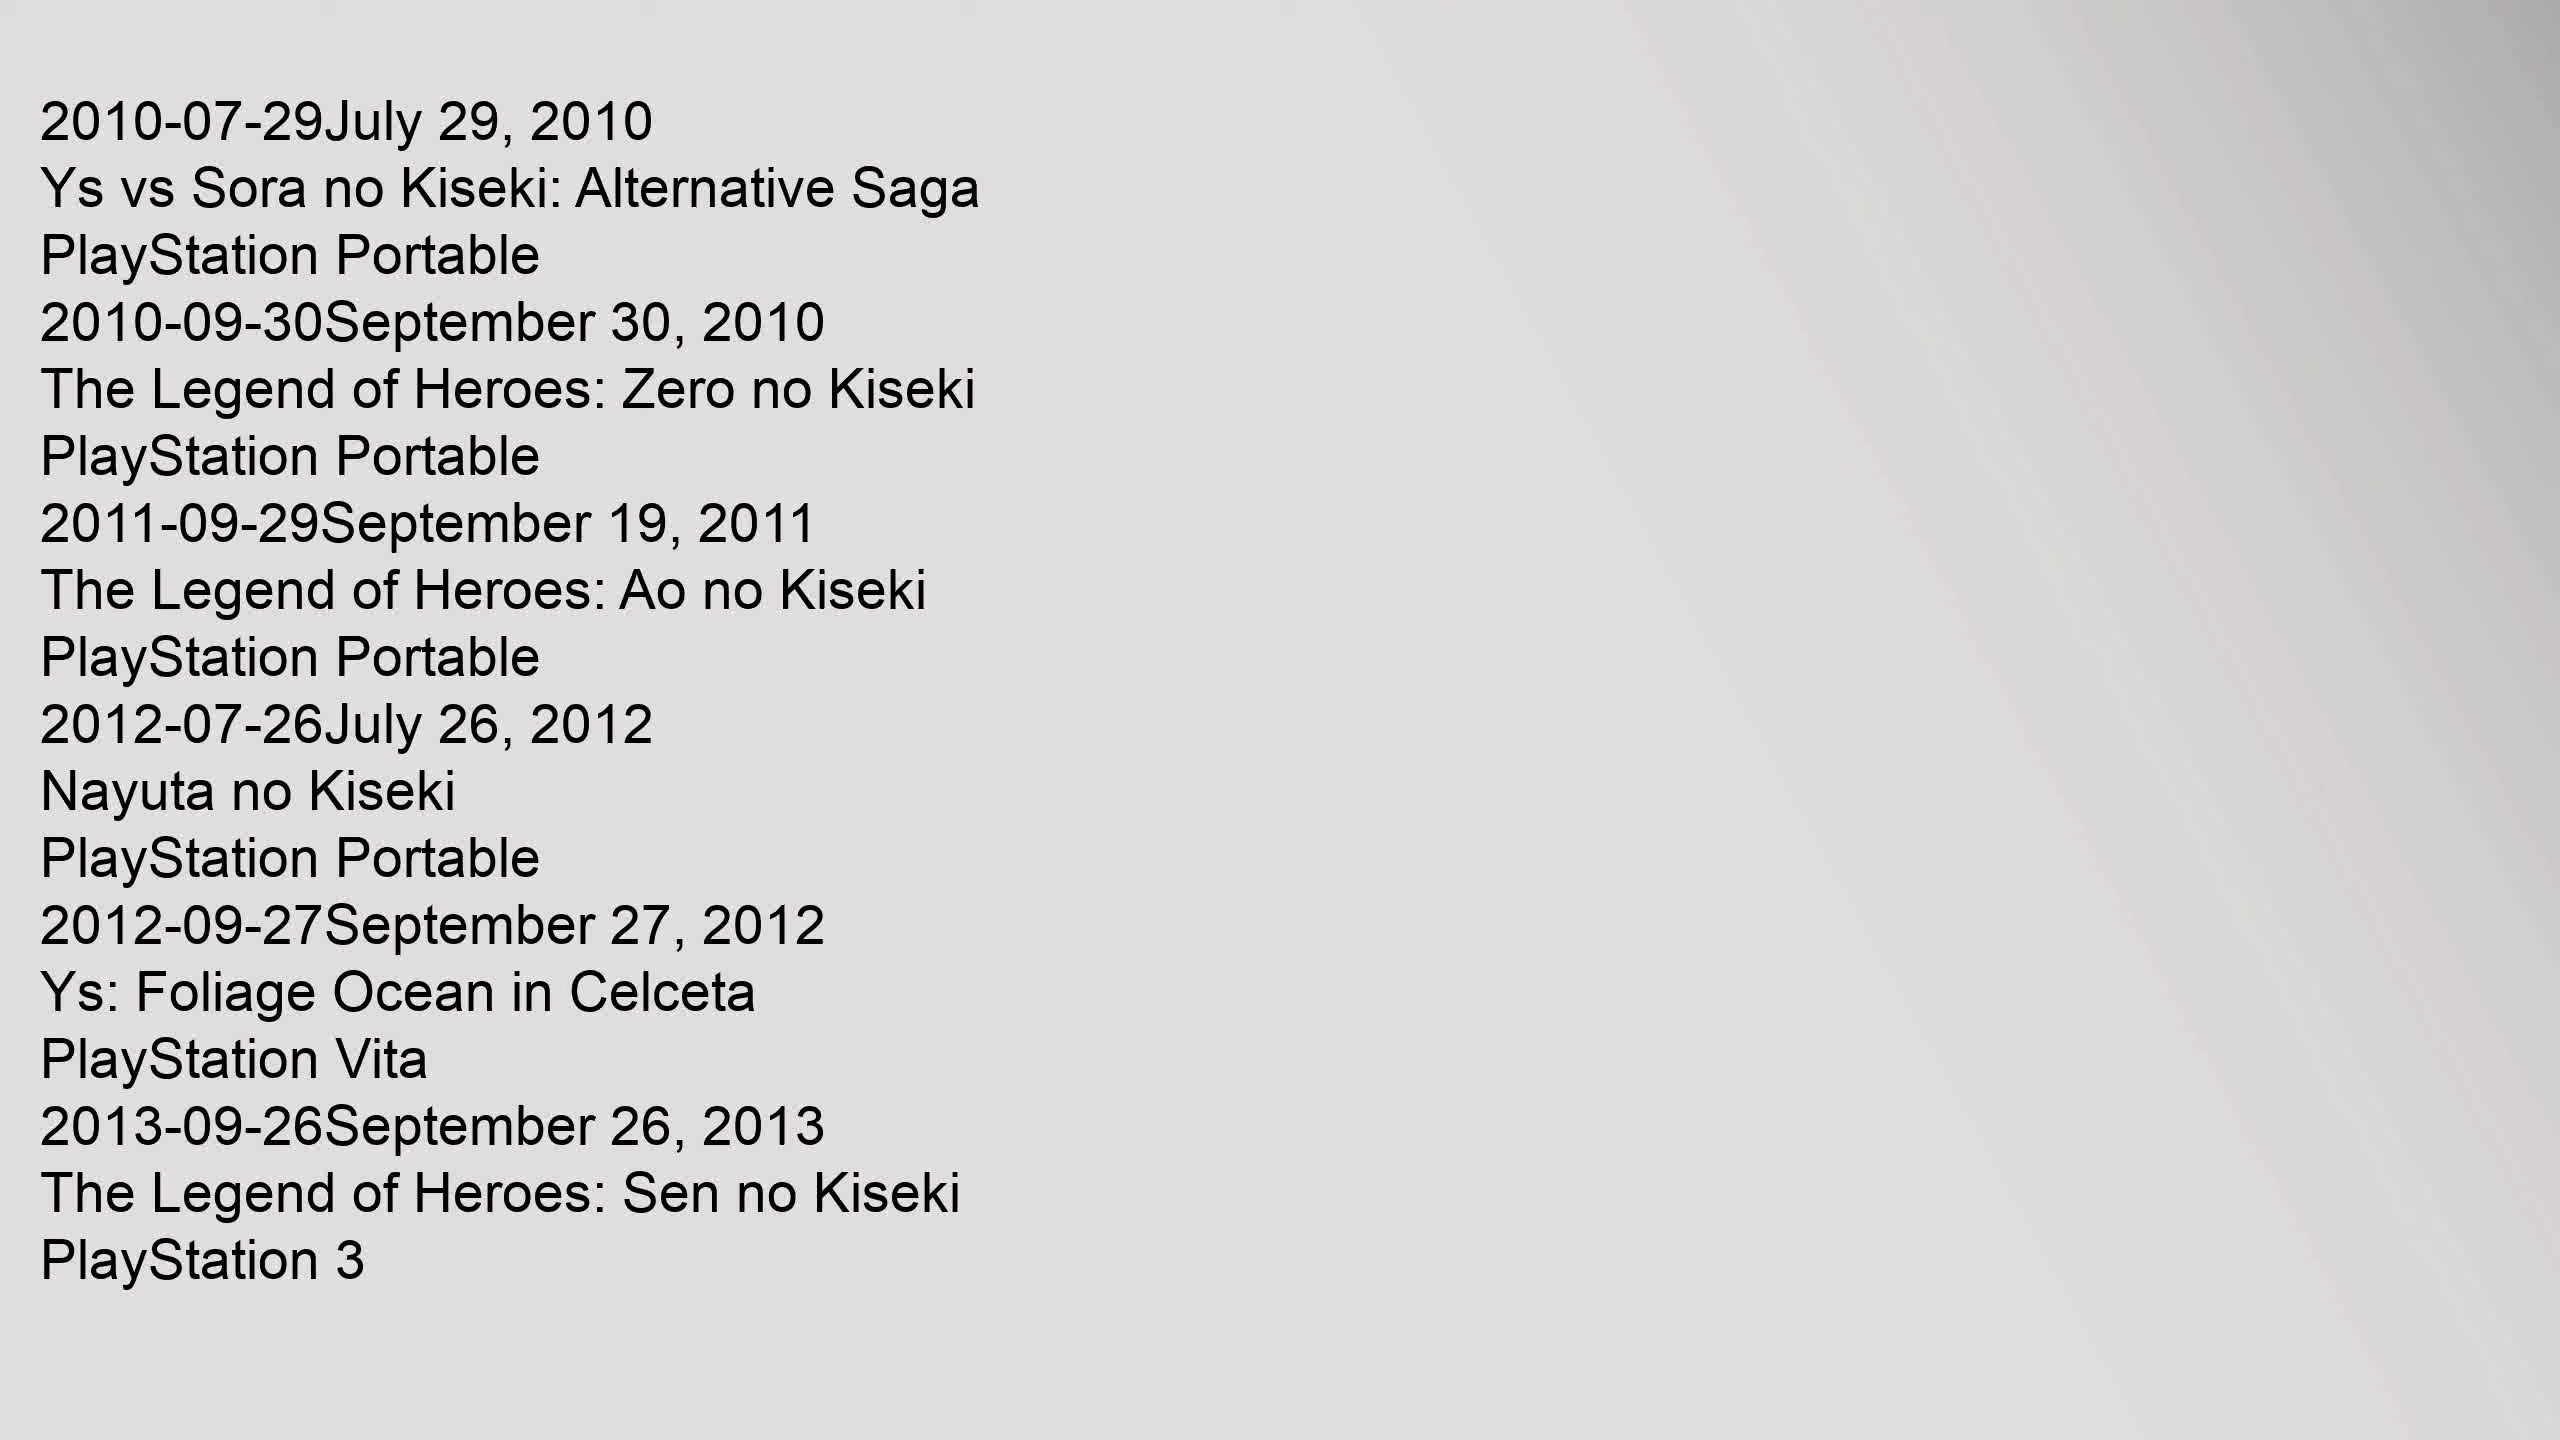 2010-07-29July 29, 2010
Ys vs Sora no Kiseki: Alternative Saga
PlayStation Portable
2010-09-30September 30, 2010
The Legend of Heroes: Zero no Kiseki
PlayStation Portable
2011-09-29September 19, 2011
The Legend of Heroes: Ao no Kiseki
PlayStation Portable
2012-07-26July 26, 2012
Nayuta no Kiseki
PlayStation Portable
2012-09-27September 27, 2012
Ys: Foliage Ocean in Celceta
PlayStation Vita
2013-09-26September 26, 2013
The Legend of Heroes: Sen no Kiseki
PlayStation 3